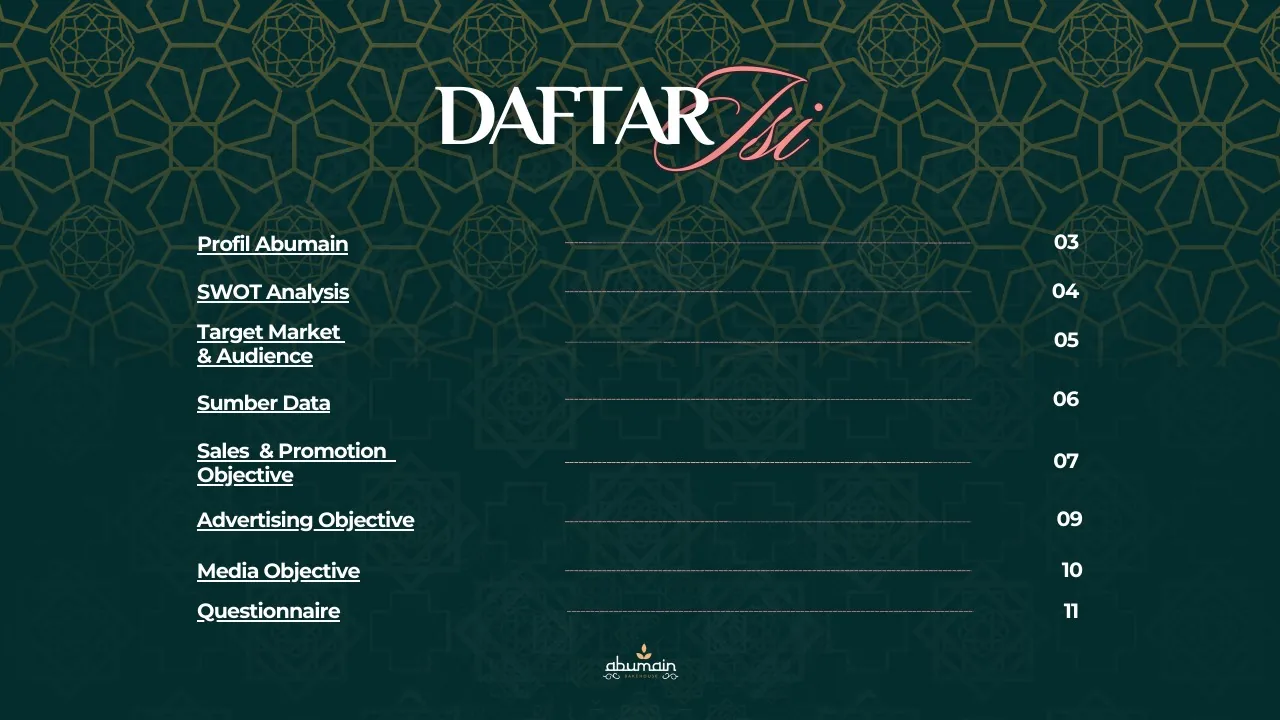 DAFTAR Isi
Profil Abumain 03
SWOT Analysis 04
Target Market
& Audience 05
Sumber Data 06
Sales & Promotion
Objective 07
Advertising Objective 09
Media Objective 10
Questionnaire 11
abumain
BAKEHOUSE